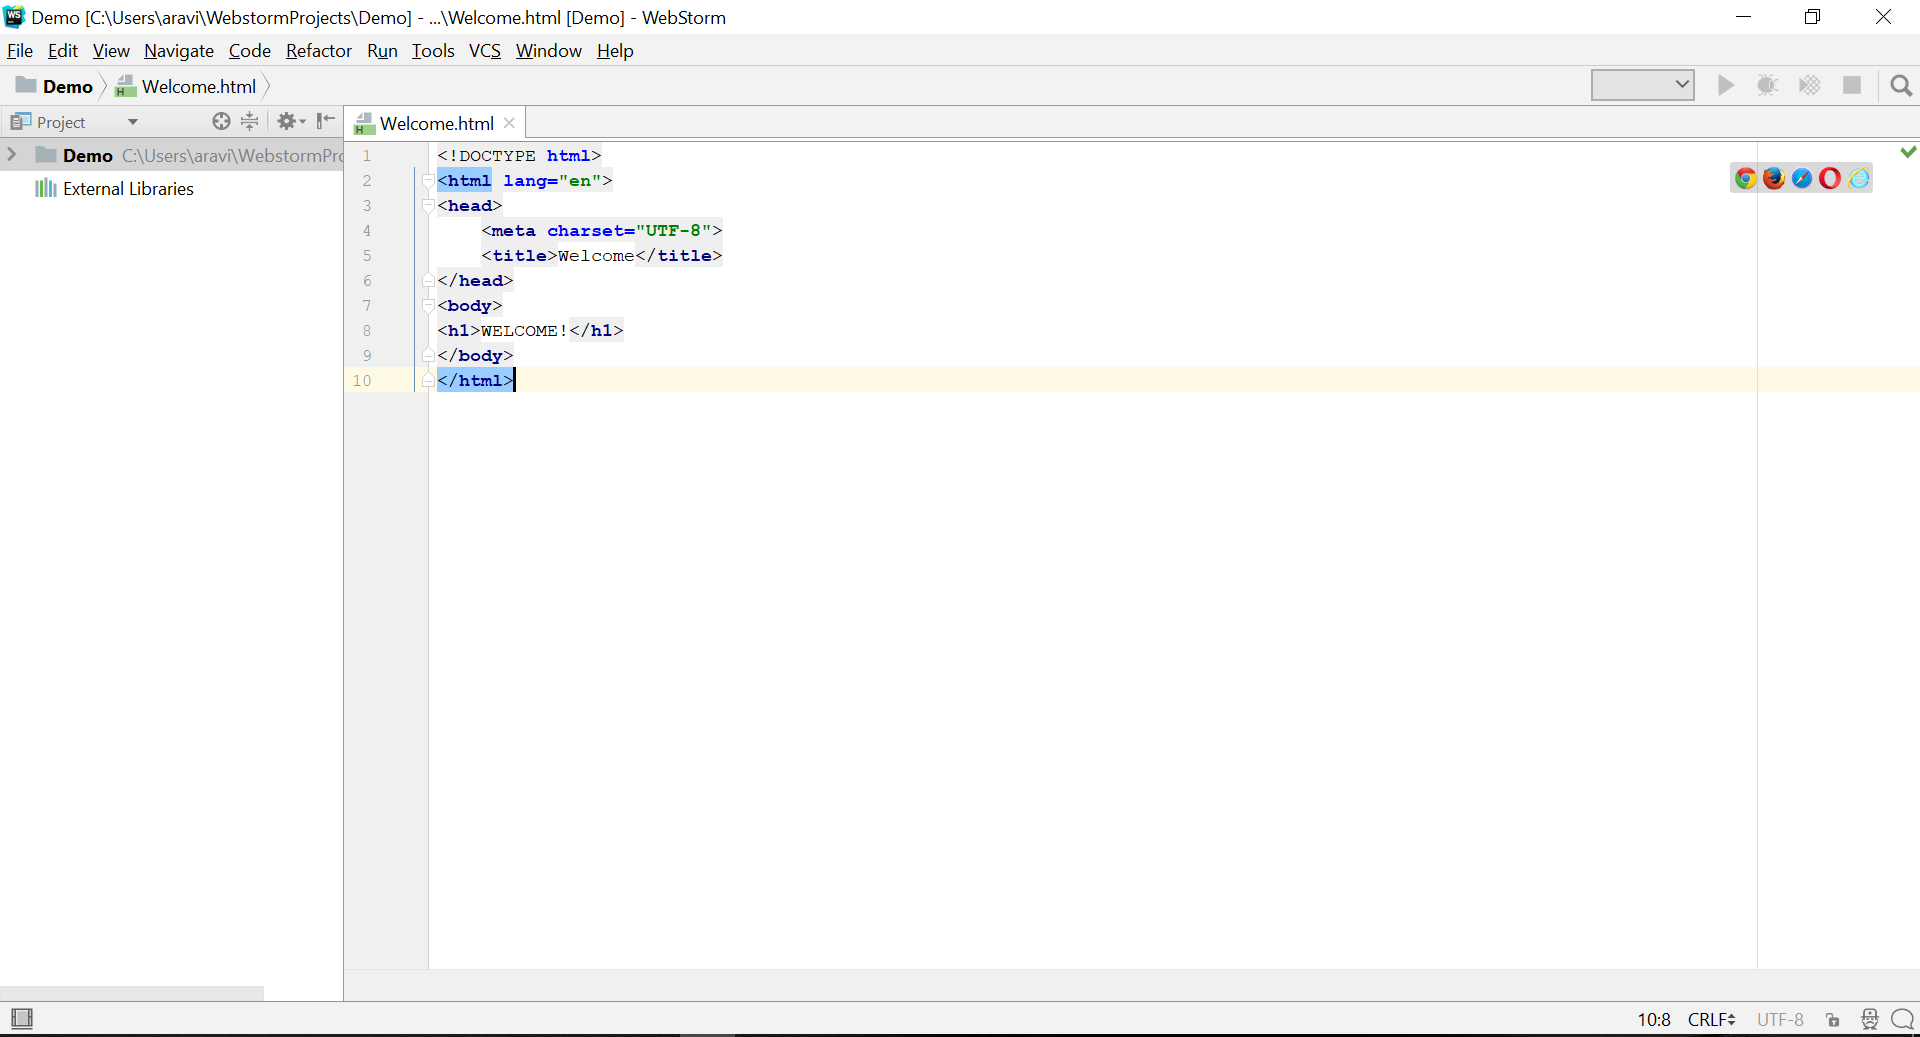 WS Demo [C:\Users\aravi\WebstormProjects\Demo] - ...\Welcome.html [Demo] - WebStorm
File Edit View Navigate Code Refactor Run Tools VCS Window Help
Demo H Welcome.html
Project
H Welcome.html
Demo C:\Users\aravi\WebstormPro
External Libraries
1 <!DOCTYPE html>
2 <html lang="en">
3 <head>
4     <meta charset="UTF-8">
5     <title>Welcome</title>
6 </head>
7 <body>
8 <h1>WELCOME!</h1>
9 </body>
10 </html>
10:8 CRLF UTF-8